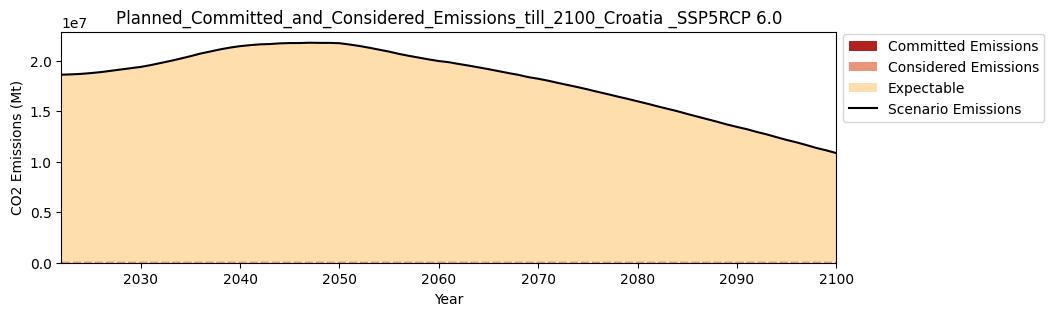 Planned_Committed_and_Considered_Emissions_till_2100_Croatia _SSP5RCP 6.0
1e7
2.0
1.5
1.0
0.5
0.0
CO2 Emissions (Mt)
2030 2040 2050 2060 2070 2080 2090 2100
Year
Committed Emissions
Considered Emissions
Expectable
Scenario Emissions